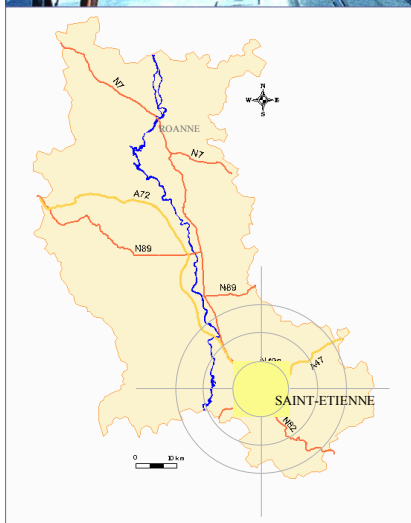 N7
N
W E
S
ROANNE
N7
A72
N89
N89
A47
SAINT-ETIENNE
N82
0 10 km